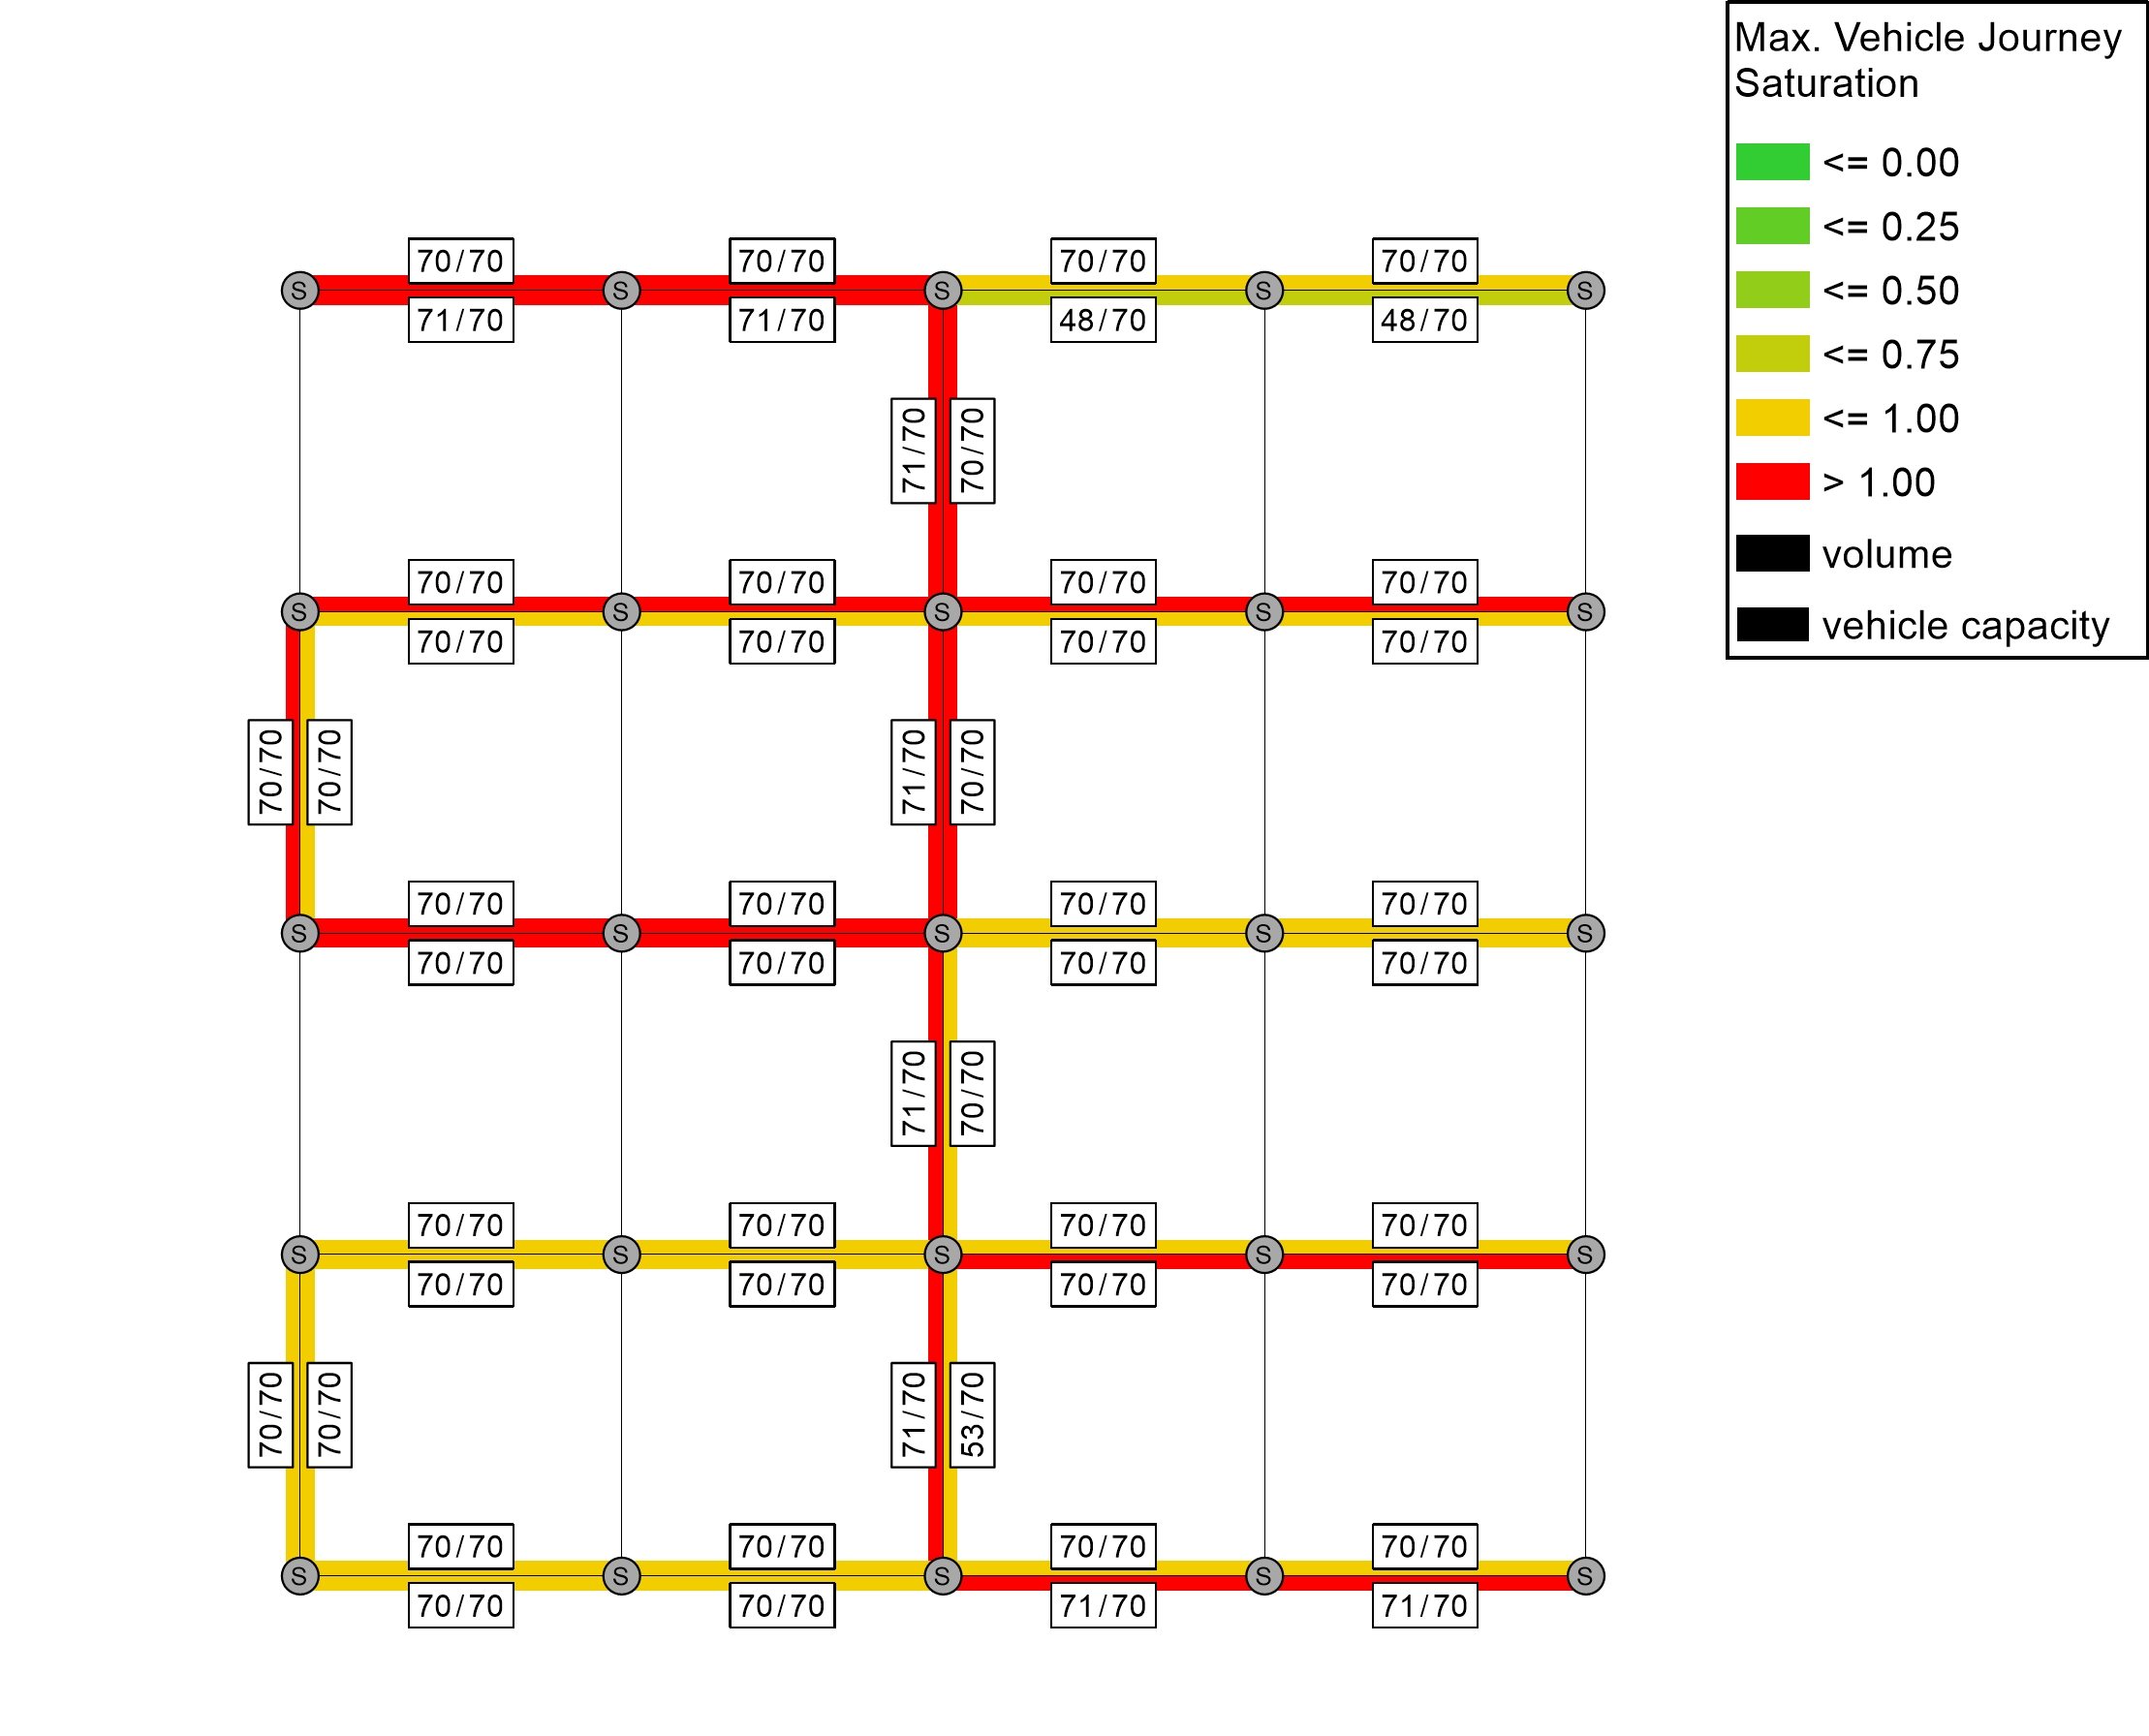 Max. Vehicle Journey
Saturation
<= 0.00
<= 0.25
<= 0.50
<= 0.75
<= 1.00
> 1.00
volume
vehicle capacity
70/70 70/70 70/70 70/70
S S S S S
71/70 71/70 48/70 48/70
71/70 70/70
70/70 70/70 70/70 70/70
S S S S S
70/70 70/70 70/70 70/70
70/70 70/70 71/70 70/70
70/70 70/70 70/70 70/70
S S S S S
70/70 70/70 70/70 70/70
71/70 70/70
70/70 70/70 70/70 70/70
S S S S S
70/70 70/70 70/70 70/70
70/70 70/70 71/70 53/70
70/70 70/70 70/70 70/70
S S S S S
70/70 70/70 71/70 71/70